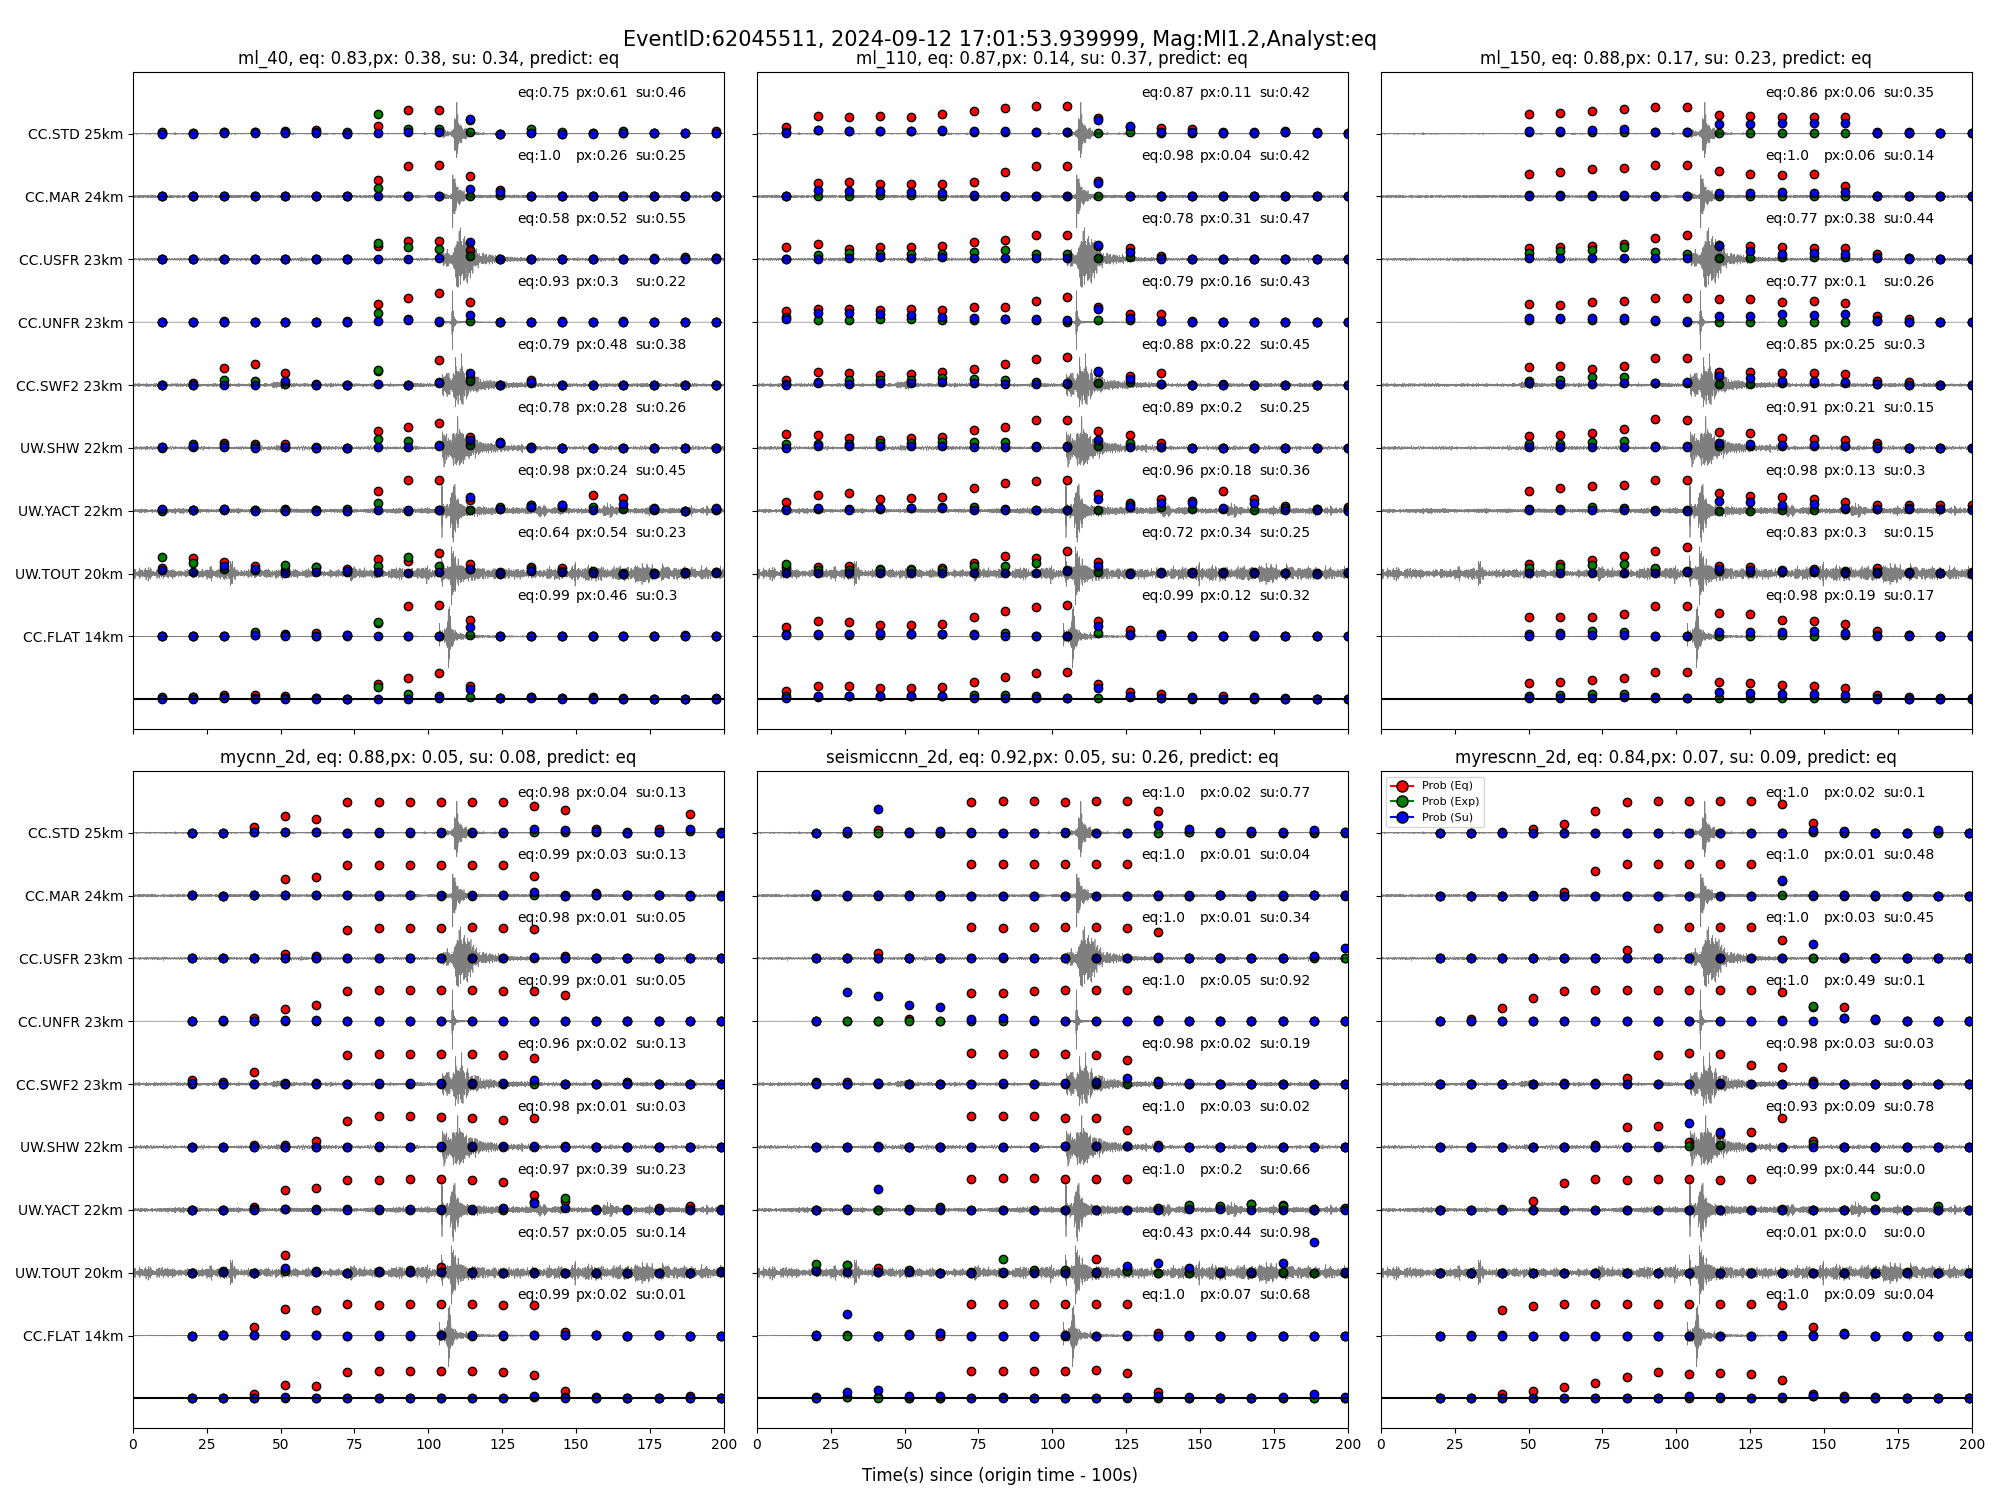 EventID:62045511, 2024-09-12 17:01:53.939999, Mag:Ml1.2,Analyst:eq
ml_40, eq: 0.83,px: 0.38, su: 0.34, predict: eq
eq:0.75 px:0.61 su:0.46
CC.STD 25km
eq:1.0 px:0.26 su:0.25
CC.MAR 24km
eq:0.58 px:0.52 su:0.55
CC.USFR 23km
eq:0.93 px:0.3 su:0.22
CC.UNFR 23km
eq:0.79 px:0.48 su:0.38
CC.SWF2 23km
eq:0.78 px:0.28 su:0.26
UW.SHW 22km
eq:0.98 px:0.24 su:0.45
UW.YACT 22km
eq:0.64 px:0.54 su:0.23
UW.TOUT 20km
eq:0.99 px:0.46 su:0.3
CC.FLAT 14km
ml_110, eq: 0.87,px: 0.14, su: 0.37, predict: eq
eq:0.87 px:0.11 su:0.42
eq:0.98 px:0.04 su:0.42
eq:0.78 px:0.31 su:0.47
eq:0.79 px:0.16 su:0.43
eq:0.88 px:0.22 su:0.45
eq:0.89 px:0.2 su:0.25
eq:0.96 px:0.18 su:0.36
eq:0.72 px:0.34 su:0.25
eq:0.99 px:0.12 su:0.32
ml_150, eq: 0.88,px: 0.17, su: 0.23, predict: eq
eq:0.86 px:0.06 su:0.35
eq:1.0 px:0.06 su:0.14
eq:0.77 px:0.38 su:0.44
eq:0.77 px:0.1 su:0.26
eq:0.85 px:0.25 su:0.3
eq:0.91 px:0.21 su:0.15
eq:0.98 px:0.13 su:0.3
eq:0.83 px:0.3 su:0.15
eq:0.98 px:0.19 su:0.17
mycnn_2d, eq: 0.88,px: 0.05, su: 0.08, predict: eq
eq:0.98 px:0.04 su:0.13
CC.STD 25km
eq:0.99 px:0.03 su:0.13
CC.MAR 24km
eq:0.98 px:0.01 su:0.05
CC.USFR 23km
eq:0.99 px:0.01 su:0.05
CC.UNFR 23km
eq:0.96 px:0.02 su:0.13
CC.SWF2 23km
eq:0.98 px:0.01 su:0.03
UW.SHW 22km
eq:0.97 px:0.39 su:0.23
UW.YACT 22km
eq:0.57 px:0.05 su:0.14
UW.TOUT 20km
eq:0.99 px:0.02 su:0.01
CC.FLAT 14km
0 25 50 75 100 125 150 175 200
seismiccnn_2d, eq: 0.92,px: 0.05, su: 0.26, predict: eq
eq:1.0 px:0.02 su:0.77
eq:1.0 px:0.01 su:0.04
eq:1.0 px:0.01 su:0.34
eq:1.0 px:0.05 su:0.92
eq:0.98 px:0.02 su:0.19
eq:1.0 px:0.03 su:0.02
eq:1.0 px:0.2 su:0.66
eq:0.43 px:0.44 su:0.98
eq:1.0 px:0.07 su:0.68
0 25 50 75 100 125 150 175 200
myrescnn_2d, eq: 0.84,px: 0.07, su: 0.09, predict: eq
Prob (Eq)
Prob (Exp)
Prob (Su)
eq:1.0 px:0.02 su:0.1
eq:1.0 px:0.01 su:0.48
eq:1.0 px:0.03 su:0.45
eq:1.0 px:0.49 su:0.1
eq:0.98 px:0.03 su:0.03
eq:0.93 px:0.09 su:0.78
eq:0.99 px:0.44 su:0.0
eq:0.01 px:0.0 su:0.0
eq:1.0 px:0.09 su:0.04
0 25 50 75 100 125 150 175 200
Time(s) since (origin time - 100s)